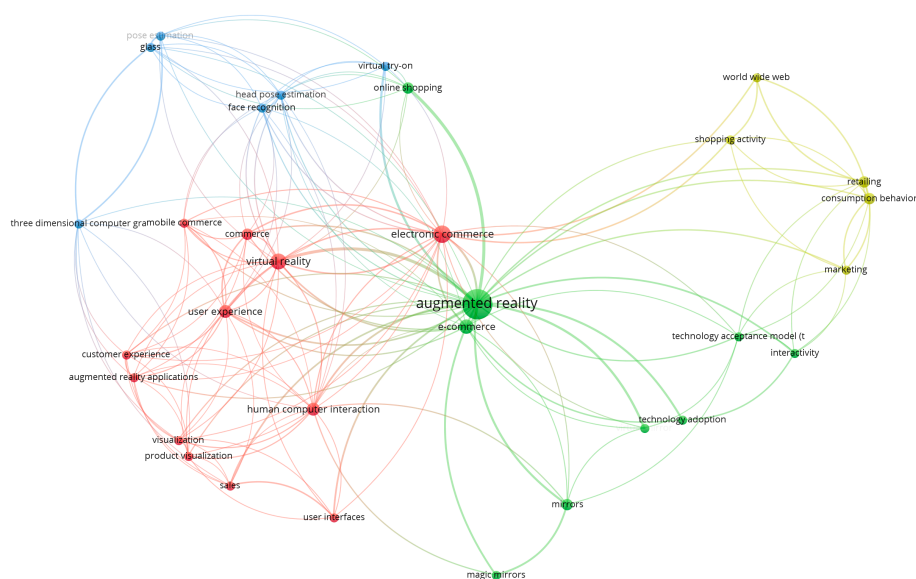 pose estimation
glass
virtual try-on
world wide web
online shopping
head pose estimation
face recognition
shopping activity
retailing
consumption behavior
three dimensional computer gra
mobile commerce
commerce
electronic commerce
virtual reality
marketing
augmented reality
user experience
e-commerce
technology acceptance model (t
interactivity
customer experience
augmented reality applications
human computer interaction
technology adoption
visualization
product visualization
sales
mirrors
user interfaces
magic mirrors